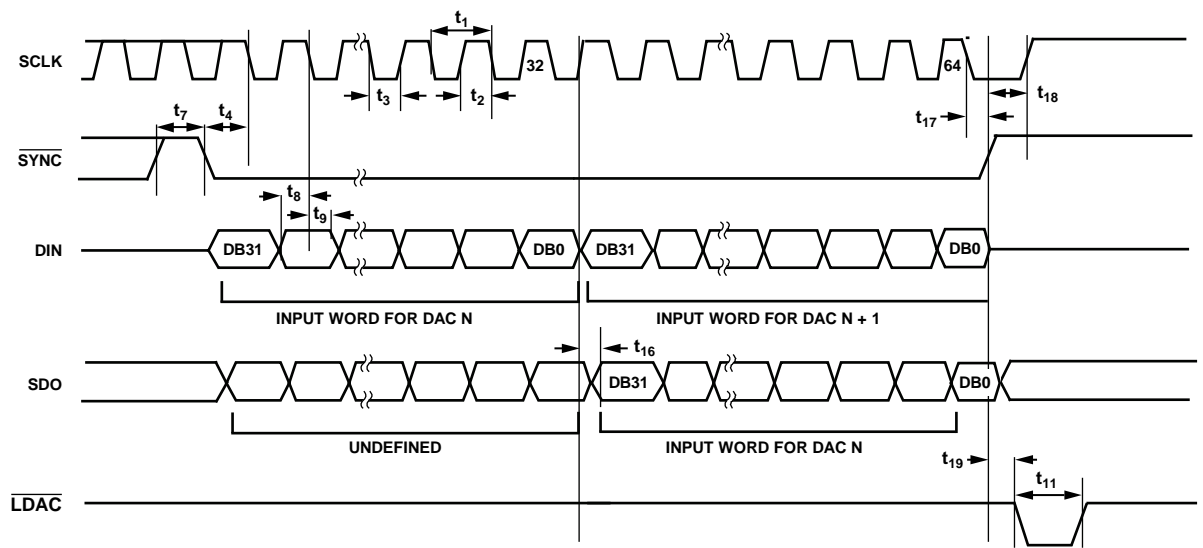 t1
SCLK
32
64
t3
t2
t18
t7
t4
t17
SYNC
t8
t9
DIN
DB31
DB0
DB31
DB0
INPUT WORD FOR DAC N
INPUT WORD FOR DAC N + 1
t16
SDO
DB31
DB0
UNDEFINED
INPUT WORD FOR DAC N
t19
t11
LDAC